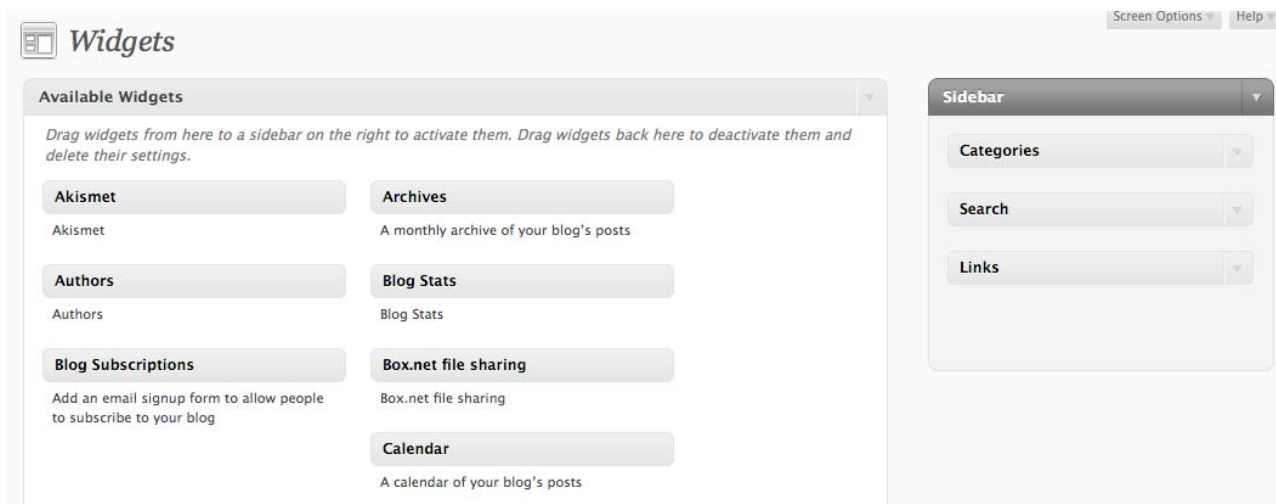 Screen Options
Help
Widgets
Available Widgets
Drag widgets from here to a sidebar on the right to activate them. Drag widgets back here to deactivate them and
delete their settings.
Akismet
Akismet
Archives
A monthly archive of your blog's posts
Authors
Authors
Blog Stats
Blog Stats
Blog Subscriptions
Add an email signup form to allow people
to subscribe to your blog
Box.net file sharing
Box.net file sharing
Calendar
A calendar of your blog's posts
Sidebar
Categories
Search
Links